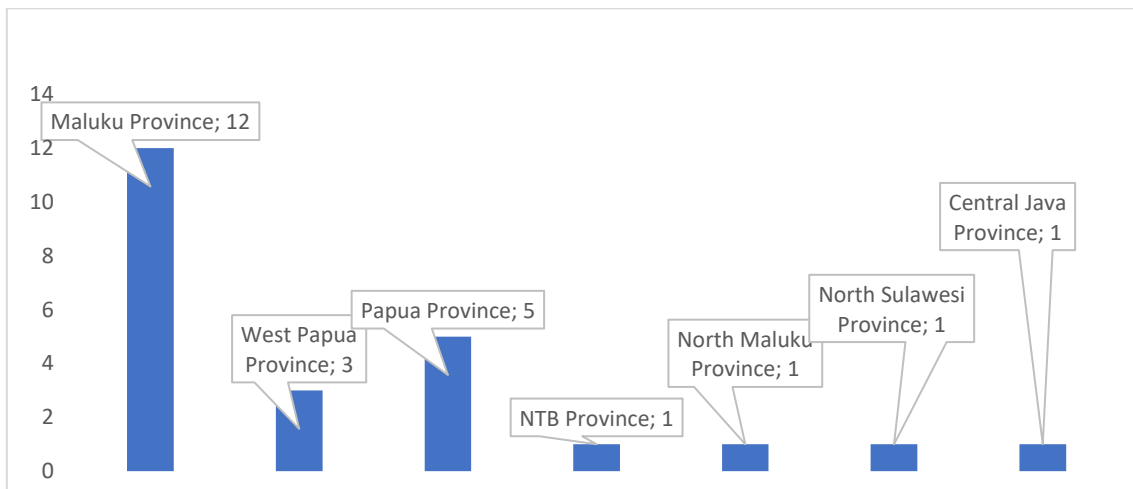 14
12
10
8
6
4
2
0
Maluku Province; 12
West Papua
Province; 3
Papua Province; 5
NTB Province; 1
North Maluku
Province; 1
North Sulawesi
Province; 1
Central Java
Province; 1